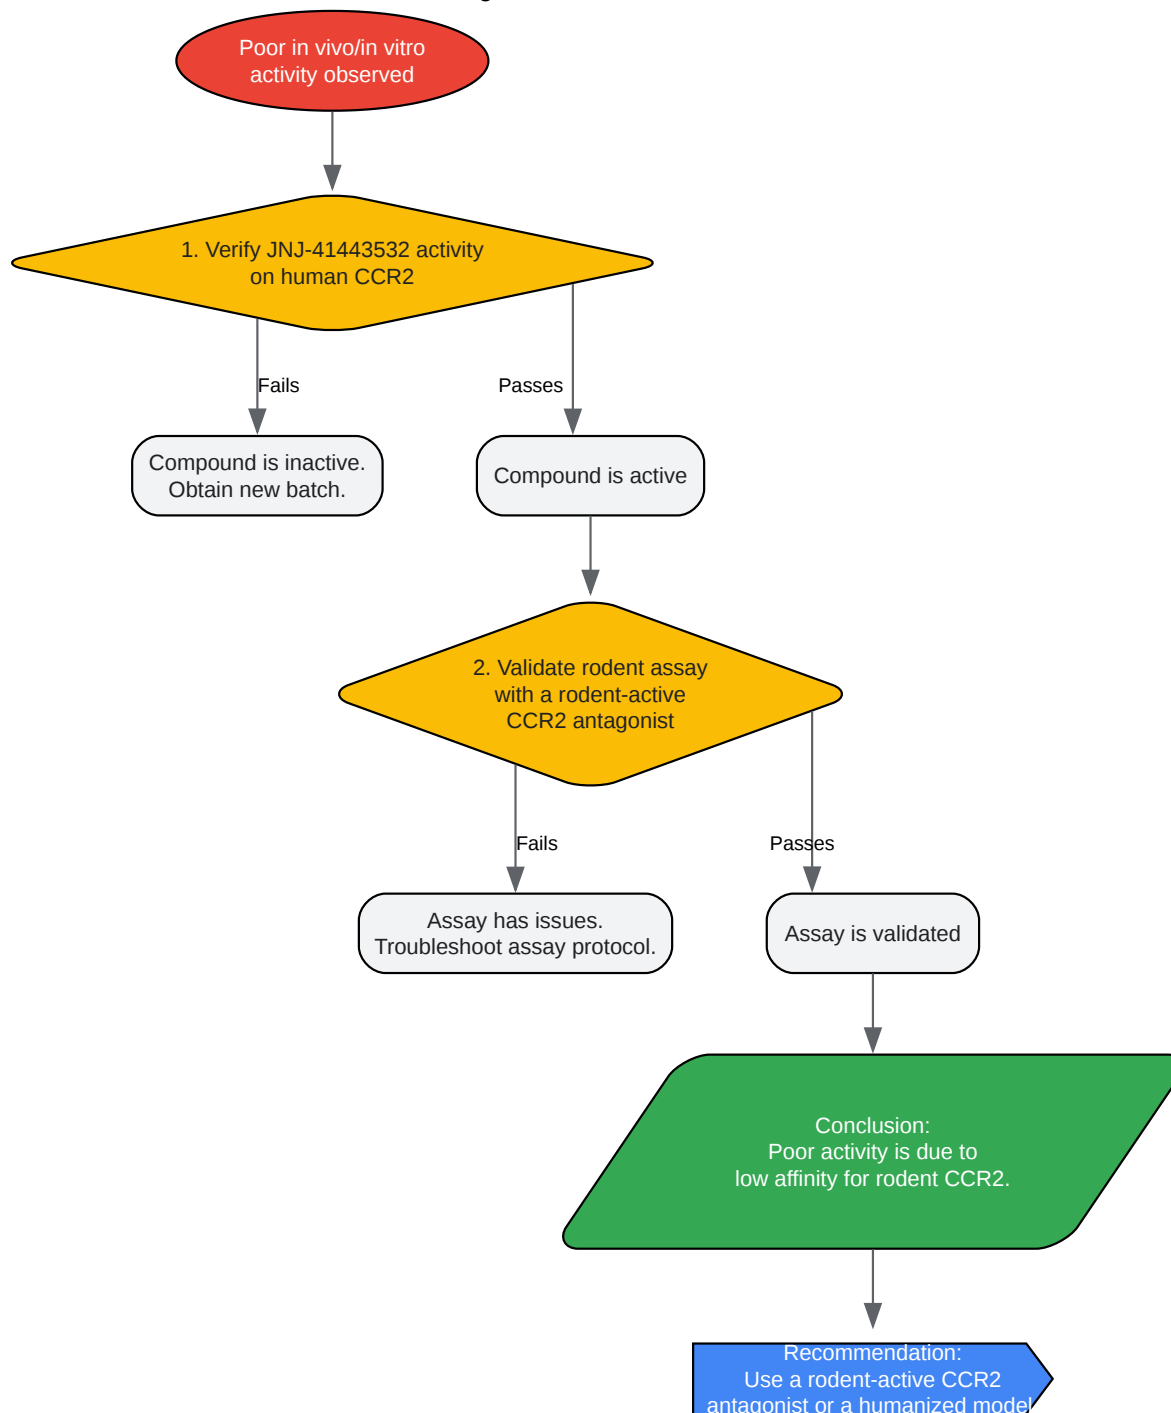 Poor in vivo/in vitro
activity observed
1. Verify JNJ-41443532 activity
on human CCR2
Fails
Passes
Compound is inactive.
Obtain new batch.
Compound is active
2. Validate rodent assay
with a rodent-active
CCR2 antagonist
Fails
Passes
Assay has issues.
Troubleshoot assay protocol.
Assay is validated
Conclusion:
Poor activity is due to
low affinity for rodent CCR2.
Recommendation:
Use a rodent-active CCR2
antagonist or a humanized model